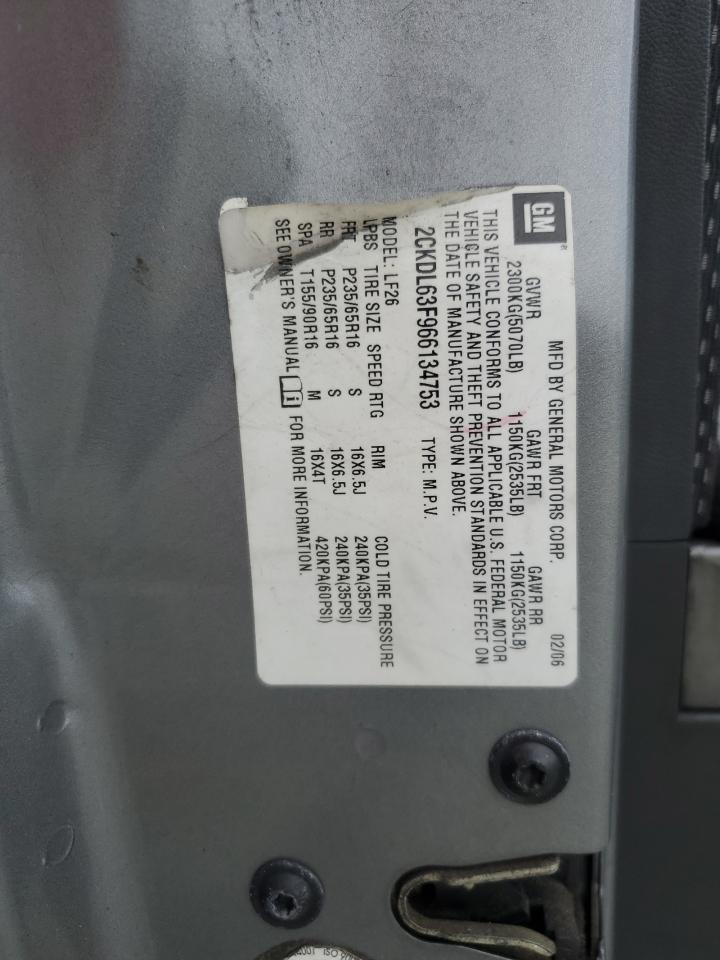 GM®
MFD BY GENERAL MOTORS CORP. 02/06
GVWR GAWR FRT GAWR RR
2300KG(5070LB) 1150KG(2535LB) 1150KG(2535LB)
THIS VEHICLE CONFORMS TO ALL APPLICABLE U.S. FEDERAL MOTOR
VEHICLE SAFETY AND THEFT PREVENTION STANDARDS IN EFFECT ON
THE DATE OF MANUFACTURE SHOWN ABOVE.
2CKDL63F966134753 TYPE: M.P.V.
MODEL: LF26
TIRE SIZE SPEED RTG RIM COLD TIRE PRESSURE
FRT P235/65R16 S 16X6.5J 240KPA(35PSI)
RR P235/65R16 S 16X6.5J 240KPA(35PSI)
SPA T155/90R16 M 16X4T 420KPA(60PSI)
SEE OWNER'S MANUAL FOR MORE INFORMATION.
ISO